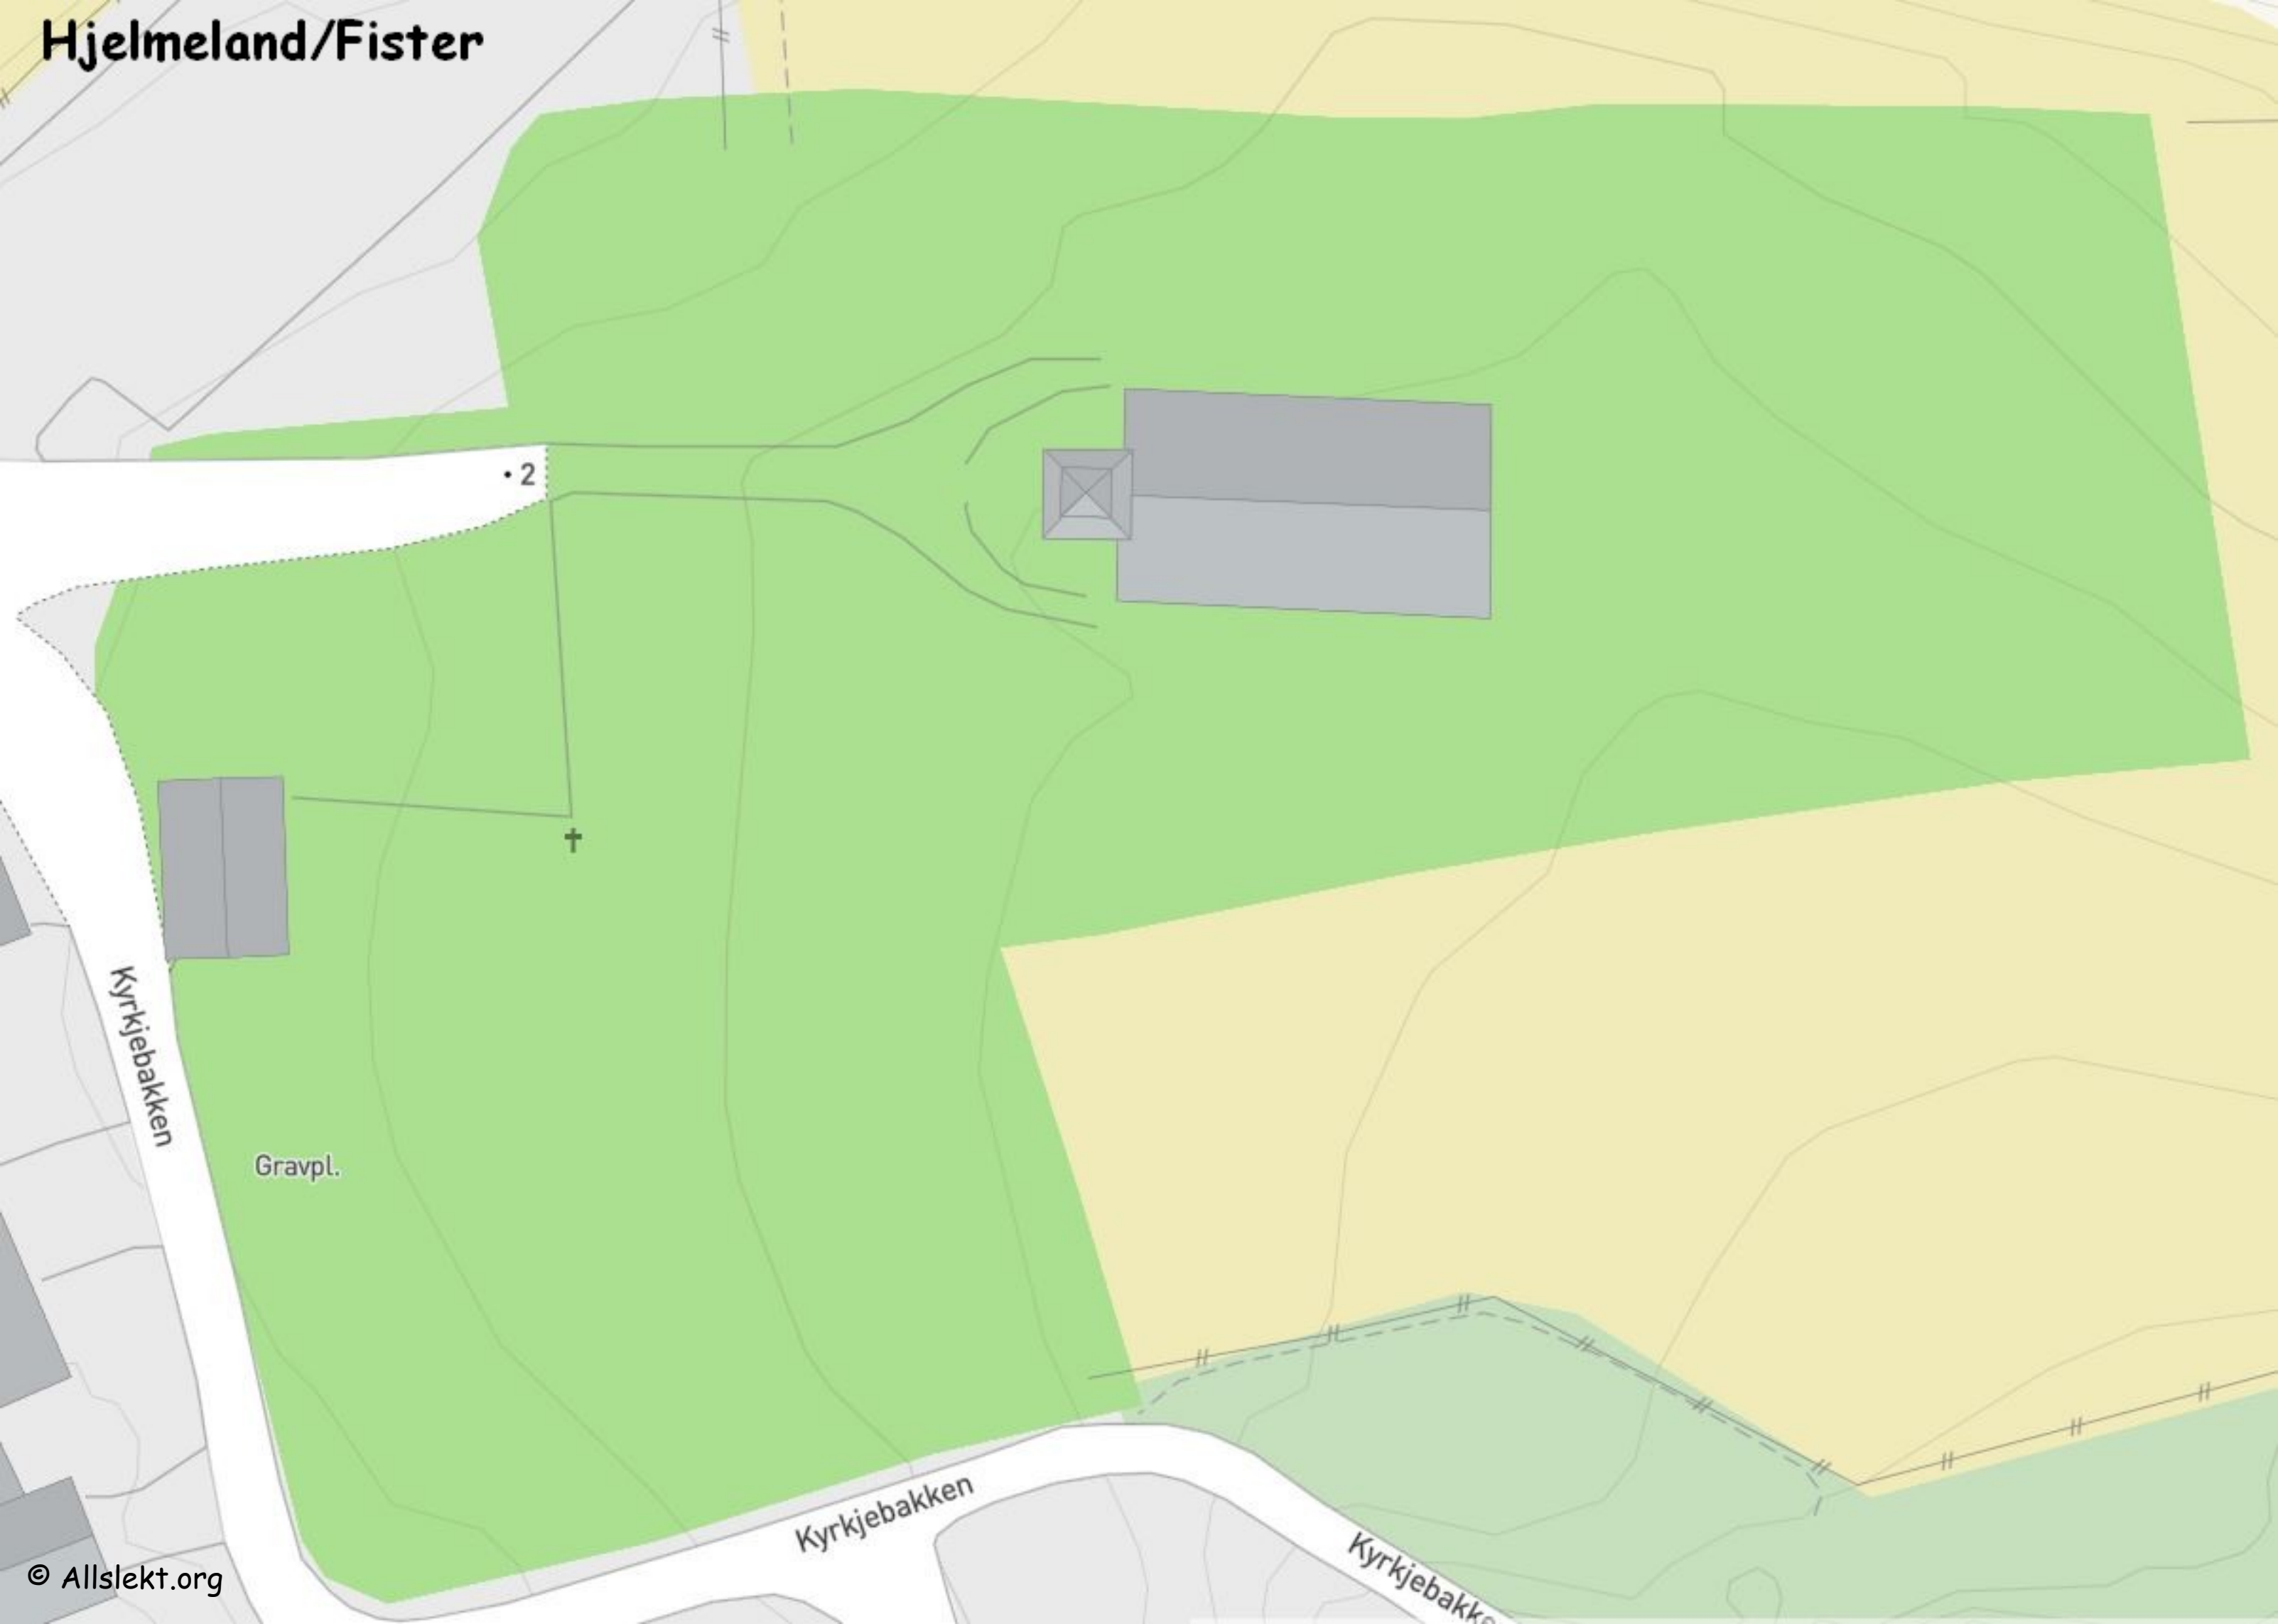 Hjelmeland/Fister
• 2
Kyrkjebakken
Gravpl.
Kyrkjebakken
Kyrkjebakke
© Allslekt.org